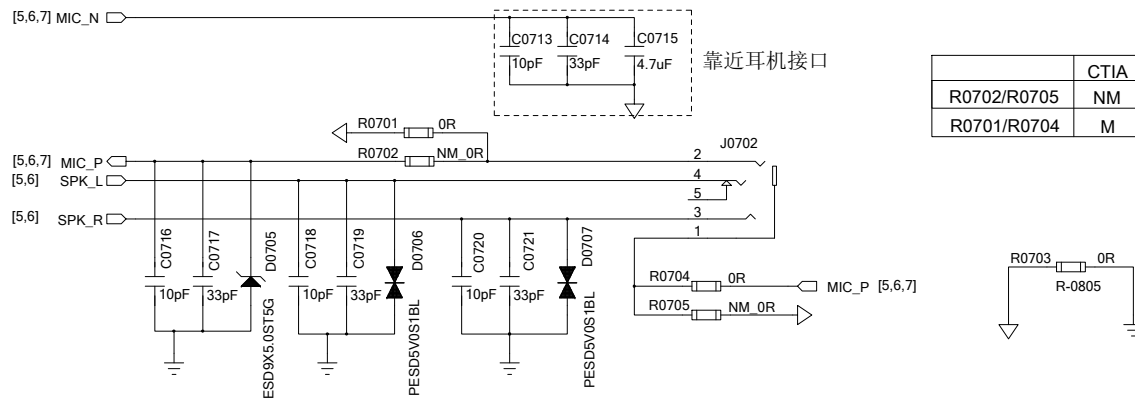 [5,6,7] MIC_N
C0713
C0714
C0715
10pF
33pF
4.7uF
靠近耳机接口
CTIA
R0702/R0705 NM
R0701/R0704 M
R0701 0R
R0702 NM_0R
J0702
[5,6,7] MIC_P
[5,6] SPK_L
[5,6] SPK_R
2
4
5
3
1
C0716
C0717
D0705
C0718
C0719
D0706
C0720
C0721
D0707
10pF
33pF
ESD9X5.0ST5G
10pF
33pF
PESD5V0S1BL
10pF
33pF
PESD5V0S1BL
R0704 0R
MIC_P [5,6,7]
R0705 NM_0R
R0703 0R
R-0805